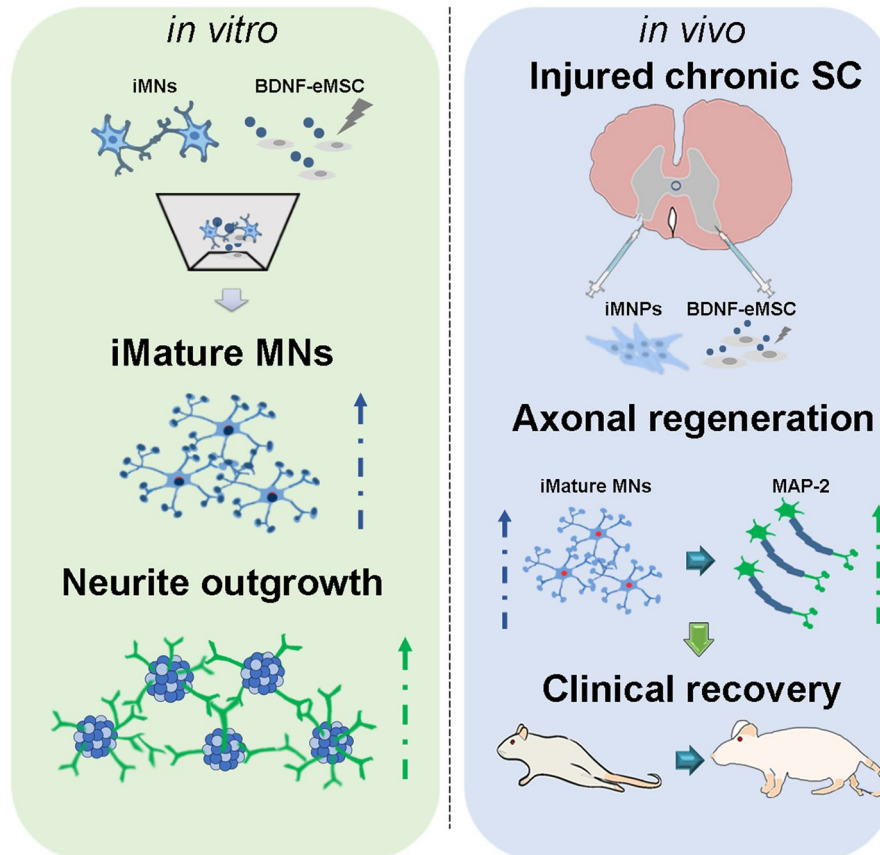 in vitro
iMNs
BDNF-eMSC
iMature MNs
Neurite outgrowth
in vivo
Injured chronic SC
iMNPs
BDNF-eMSC
Axonal regeneration
iMature MNs
MAP-2
Clinical recovery